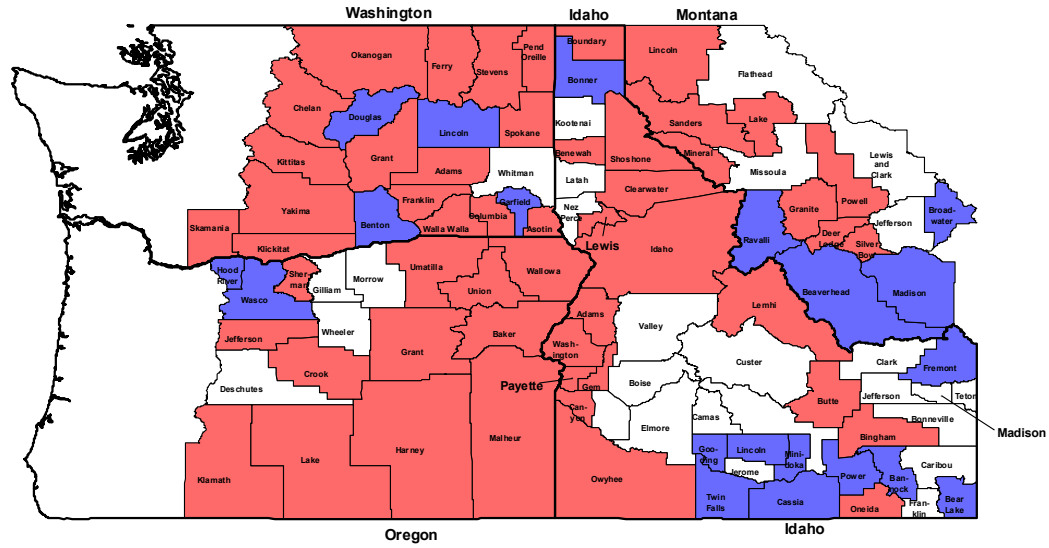 Washington
Idaho
Montana
Okanogan
Ferry
Stevens
Pend
Oreille
Boundary
Lincoln
Flathead
Bonner
Chelan
Douglas
Lincoln
Spokane
Kootenai
Sanders
Lake
Kittitas
Grant
Adams
Whitman
Benewah
Shoshone
Mineral
Missoula
Lewis
and
Clark
Latah
Clearwater
Powell
Yakima
Franklin
Garfield
Nez
Perce
Granite
Jefferson
Broad-
water
Skamania
Benton
Walla Walla
Columbia
Asotin
Lewis
Idaho
Ravalli
Deer
Lodge
Silver
Bow
Klickitat
Hood
River
Sher-
man
Gilliam
Morrow
Umatilla
Wallowa
Union
Wasco
Beaverhead
Madison
Lemhi
Adams
Valley
Jefferson
Wheeler
Baker
Wash-
ington
Grant
Crook
Deschutes
Payette
Gem
Boise
Custer
Clark
Fremont
Can-
yon
Elmore
Camas
Butte
Jefferson
Teton
Bonneville
Madison
Bingham
Klamath
Lake
Harney
Malheur
Owyhee
Goo-
ding
Lincoln
Mini-
doka
Jerome
Power
Ban-
nock
Caribou
Twin
Falls
Cassia
Oneida
Fran-
klin
Bear
Lake
Oregon
Idaho